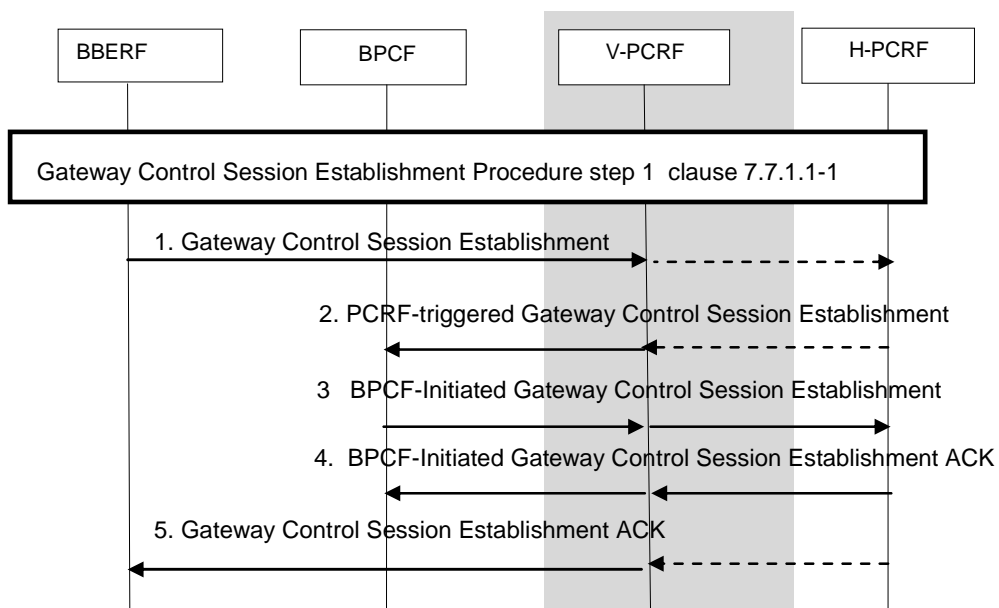 BBERF
BPCF
V-PCRF
H-PCRF
Gateway Control Session Establishment Procedure step 1 clause 7.7.1.1-1
1. Gateway Control Session Establishment
2. PCRF-triggered Gateway Control Session Establishment
3 BPCF-Initiated Gateway Control Session Establishment
4. BPCF-Initiated Gateway Control Session Establishment ACK
5. Gateway Control Session Establishment ACK